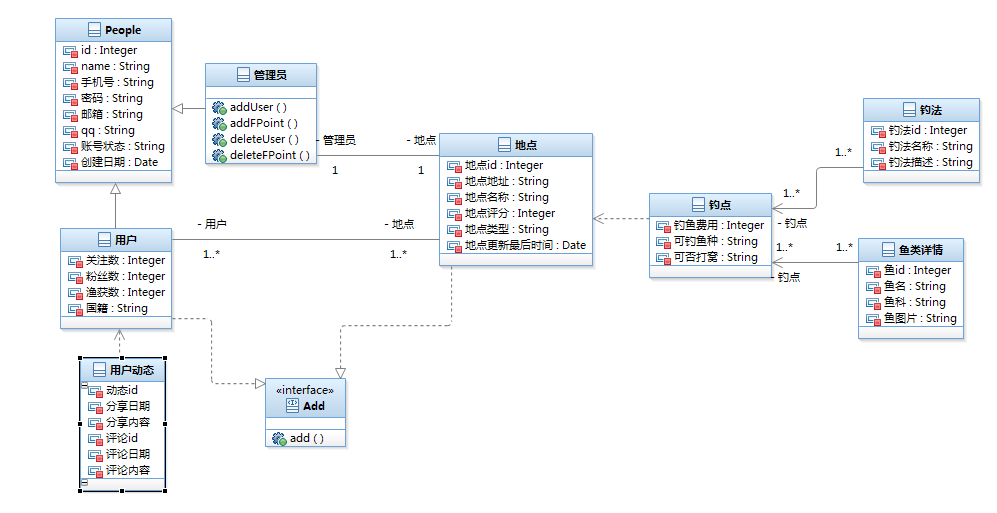 People
id : Integer
name : String
手机号 : String
密码 : String
邮箱 : String
qq : String
账号状态 : String
创建日期 : Date
管理员
addUser ( )
addFPoint ( )
deleteUser ( )
deleteFPoint ( )
- 管理员
- 地点
1
1
地点
地点id : Integer
地点地址 : String
地点名称 : String
地点评分 : Integer
地点类型 : String
地点更新最后时间 : Date
钓法
钓法id : Integer
钓法名称 : String
钓法描述 : String
1..*
1..*
- 钓点
钓点
钓鱼费用 : Integer
可钓鱼种 : String
可否打窝 : String
1..*
1..*
- 钓点
鱼类详情
鱼id : Integer
鱼名 : String
鱼科 : String
鱼图片 : String
用户
关注数 : Integer
粉丝数 : Integer
渔获数 : Integer
国籍 : String
- 用户
- 地点
1..*
1..*
用户动态
动态id
分享日期
分享内容
评论id
评论日期
评论内容
«interface»
Add
add ( )